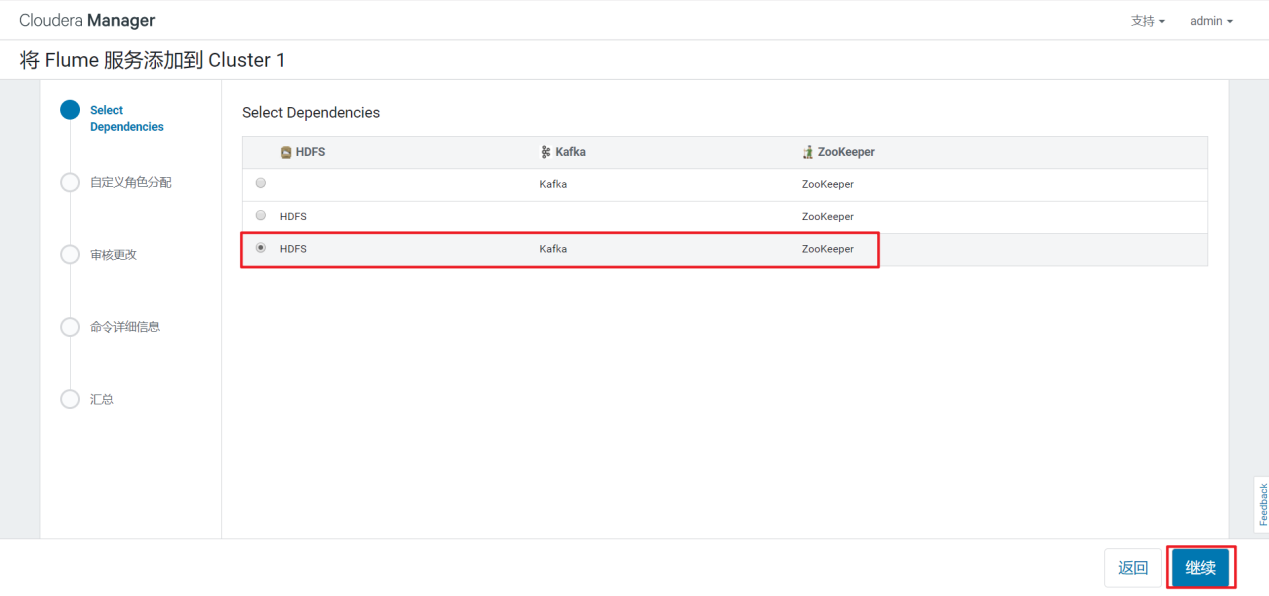 Cloudera Manager
支持 admin
将 Flume 服务添加到 Cluster 1
Select
Dependencies
自定义角色分配
审核更改
命令详细信息
汇总
Select Dependencies
HDFS Kafka ZooKeeper
Kafka ZooKeeper
HDFS ZooKeeper
HDFS Kafka ZooKeeper
Feedback
返回 继续